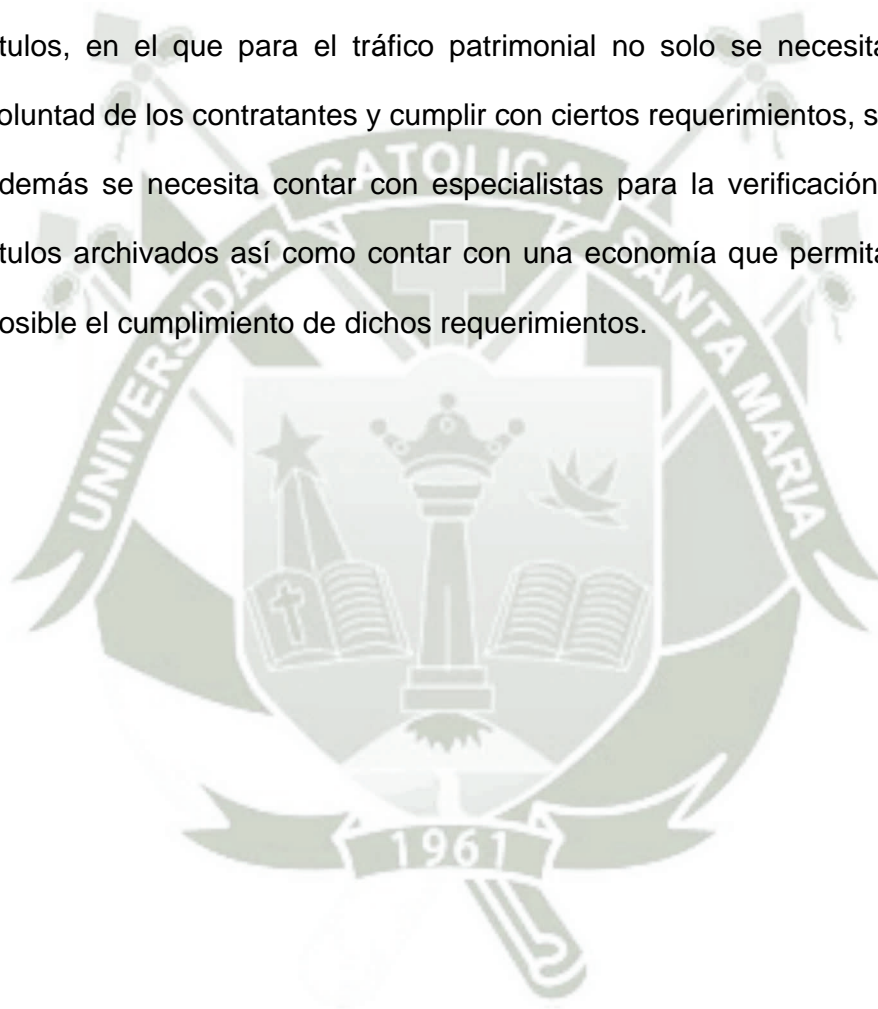 tulos, en el que para el tráfico patrimonial no solo se necesita
oluntad de los contratantes y cumplir con ciertos requerimientos, s
demás se necesita contar con especialistas para la verificación
tulos archivados así como contar con una economía que permita
osible el cumplimiento de dichos requerimientos.
UNIVERSIDAD CATOLICA SANTA MARIA
1961